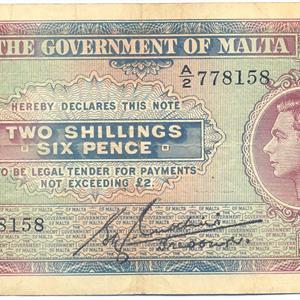 THE GOVERNMENT OF MALTA
A/2 778158
HEREBY DECLARES THIS NOTE
TWO SHILLINGS
SIX PENCE
TO BE LEGAL TENDER FOR PAYMENTS
NOT EXCEEDING £2.
8158